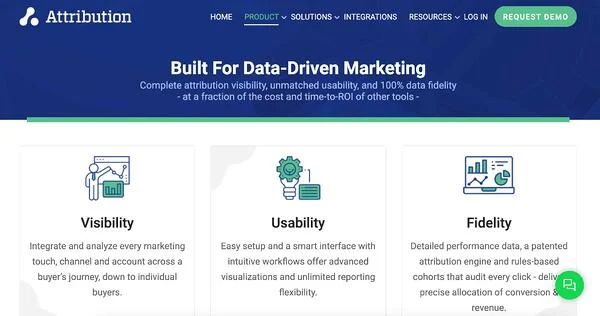 Attribution
HOME PRODUCT SOLUTIONS INTEGRATIONS RESOURCES LOG IN REQUEST DEMO
Built For Data-Driven Marketing
Complete attribution visibility, unmatched usability, and 100% data fidelity
- at a fraction of the cost and time-to-ROI of other tools -
Visibility
Integrate and analyze every marketing
touch, channel and account across a
buyer's journey, down to individual
buyers.
Usability
Easy setup and a smart interface with
intuitive workflows offer advanced
visualizations and unlimited reporting
flexibility.
Fidelity
Detailed performance data, a patented
attribution engine and rules-based
cohorts that audit every click - deliver
precise allocation of conversion &
revenue.